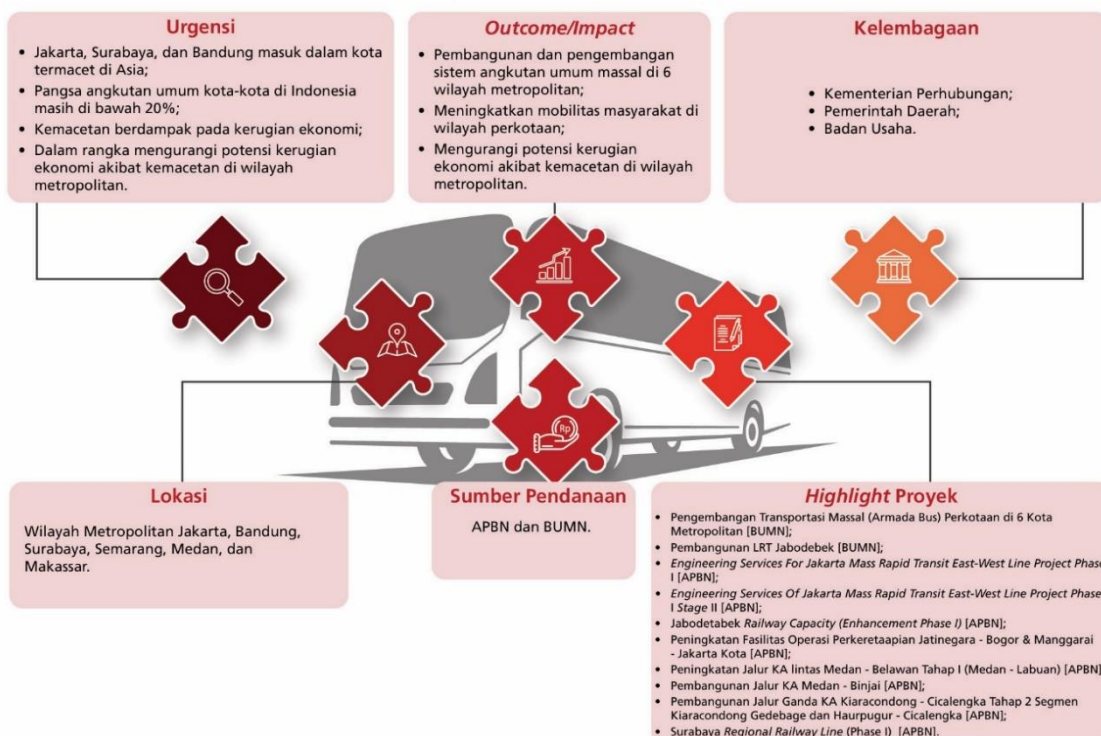 Urgensi
• Jakarta, Surabaya, dan Bandung masuk dalam kota
termacet di Asia;
• Pangsa angkutan umum kota-kota di Indonesia
masih di bawah 20%;
• Kemacetan berdampak pada kerugian ekonomi;
• Dalam rangka mengurangi potensi kerugian
ekonomi akibat kemacetan di wilayah
metropolitan.
Outcome/Impact
• Pembangunan dan pengembangan
sistem angkutan umum massal di 6
wilayah metropolitan;
• Meningkatkan mobilitas masyarakat di
wilayah perkotaan;
• Mengurangi potensi kerugian
ekonomi akibat kemacetan di wilayah
metropolitan.
Kelembagaan
• Kementerian Perhubungan;
• Pemerintah Daerah;
• Badan Usaha.
Rp
Lokasi
Wilayah Metropolitan Jakarta, Bandung,
Surabaya, Semarang, Medan, dan
Makassar.
Sumber Pendanaan
APBN dan BUMN.
Highlight Proyek
• Pengembangan Transportasi Massal (Armada Bus) Perkotaan di 6 Kota
Metropolitan [BUMN];
• Pembangunan LRT Jabodebek [BUMN];
• Engineering Services For Jakarta Mass Rapid Transit East-West Line Project Phase
I [APBN];
• Engineering Services Of Jakarta Mass Rapid Transit East-West Line Project Phase
I Stage II [APBN];
• Jabodetabek Railway Capacity (Enhancement Phase I) [APBN];
• Peningkatan Fasilitas Operasi Perkeretaapian Jatinegara - Bogor & Manggarai
- Jakarta Kota [APBN];
• Peningkatan Jalur KA lintas Medan - Belawan Tahap I (Medan - Labuan) [APBN]
• Pembangunan Jalur KA Medan - Binjai [APBN];
• Pembangunan Jalur Ganda KA Kiaracondong - Cicalengka Tahap 2 Segmen
Kiaracondong Gedebage dan Haurpugur - Cicalengka [APBN];
• Surabaya Regional Railway Line (Phase I) [APBN].